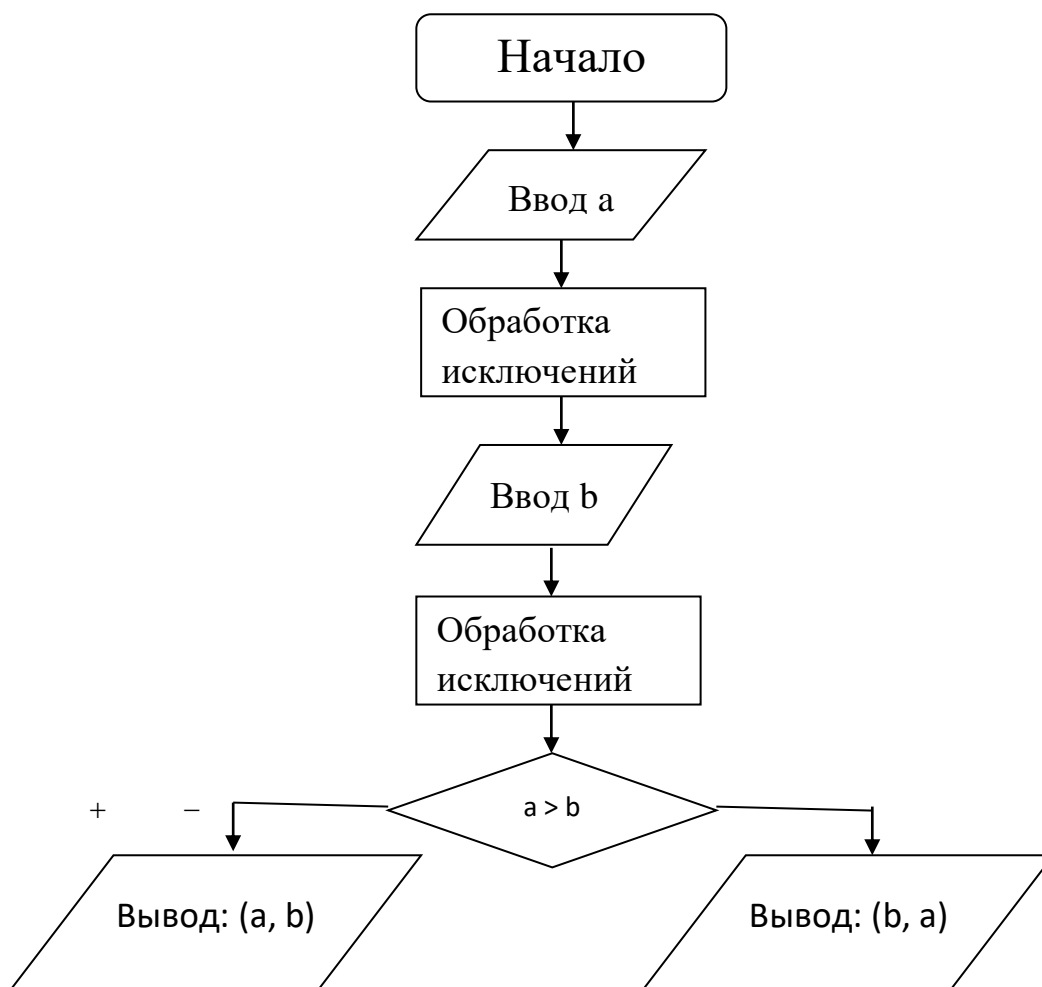 Начало
Ввод a
Обработка
исключений
Ввод b
Обработка
исключений
a > b
+ −
Вывод: (a, b)
Вывод: (b, a)